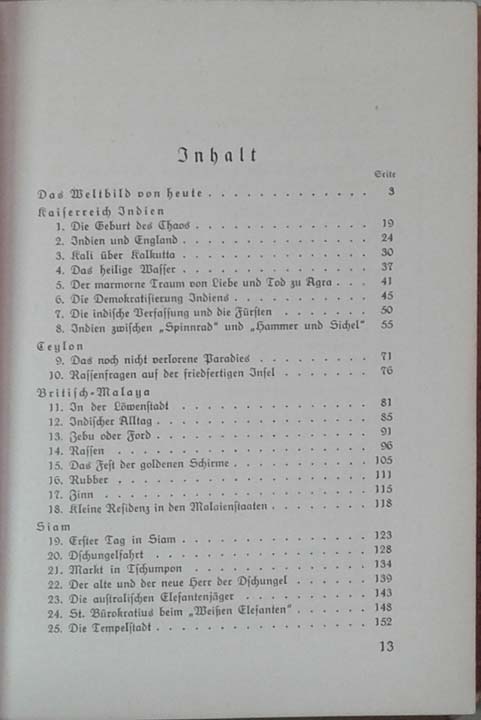 Inhalt
Seite
Das Weltbild von heute . . . . . . . . . . . . . 3
Kaiserreich Indien
1. Die Geburt des Chaos . . . . . . . . . . . . . 19
2. Indien und England . . . . . . . . . . . . . 24
3. Kali über Kalkutta . . . . . . . . . . . . . 30
4. Das heilige Wasser . . . . . . . . . . . . . 37
5. Der marmorne Traum von Liebe und Tod zu Agra . . . 41
6. Die Demokratisierung Indiens . . . . . . . . . . 45
7. Die indische Verfassung und die Fürsten . . . . . . 50
8. Indien zwischen „Spinnrad“ und „Hammer und Sichel“ 55
Ceylon
9. Das noch nicht verlorene Paradies . . . . . . . . 71
10. Rassenfragen auf der friedfertigen Insel . . . . . . 76
Britisch-Malaya
11. In der Löwenstadt . . . . . . . . . . . . . 81
12. Indischer Alltag . . . . . . . . . . . . . . 85
13. Zebu oder Ford . . . . . . . . . . . . . . 91
14. Rassen . . . . . . . . . . . . . . . . . 96
15. Das Fest der goldenen Schirme . . . . . . . . . 105
16. Rubber . . . . . . . . . . . . . . . . . 111
17. Zinn . . . . . . . . . . . . . . . . . 115
18. Kleine Residenz in den Malaienstaaten . . . . . . . 118
Siam
19. Erster Tag in Siam . . . . . . . . . . . . . 123
20. Dschungelfahrt . . . . . . . . . . . . . . 128
21. Markt in Tschumpon . . . . . . . . . . . . 134
22. Der alte und der neue Herr der Dschungel . . . . . 139
23. Die australischen Elefantenjäger . . . . . . . . . 143
24. St. Bürokratius beim „Weißen Elefanten“ . . . . . . 148
25. Die Tempelstadt . . . . . . . . . . . . . . 152
13